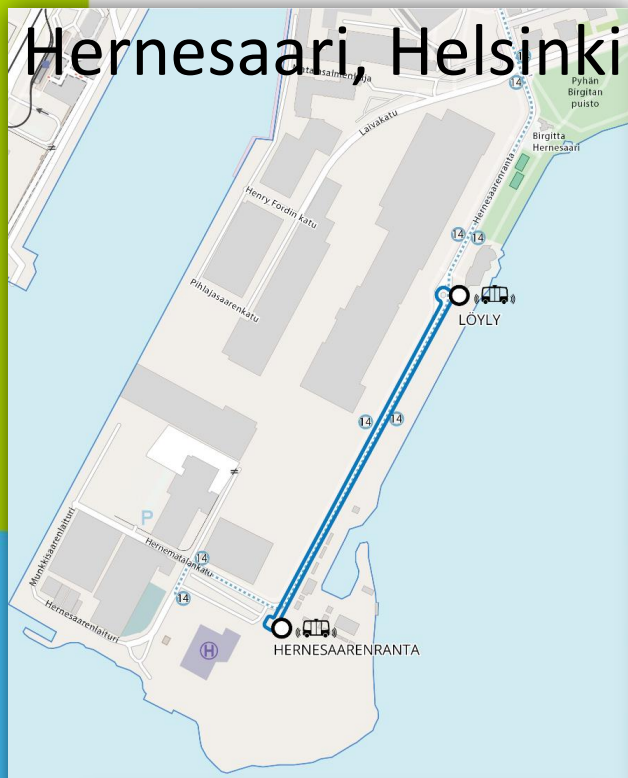 Hernesaari, Helsinki
Pyhän
Birgitan
puisto
Laivakatu
Birgitta
Hernesaari
Henry Fordin katu
Hernesaarenranta
14
14
Pihlajasaarenkatu
LÖYLY
14
14
P
Munkkisaarenlaituri
Hernematalankatu
14
14
Hernesaarenlaituri
H
HERNESAARENRANTA